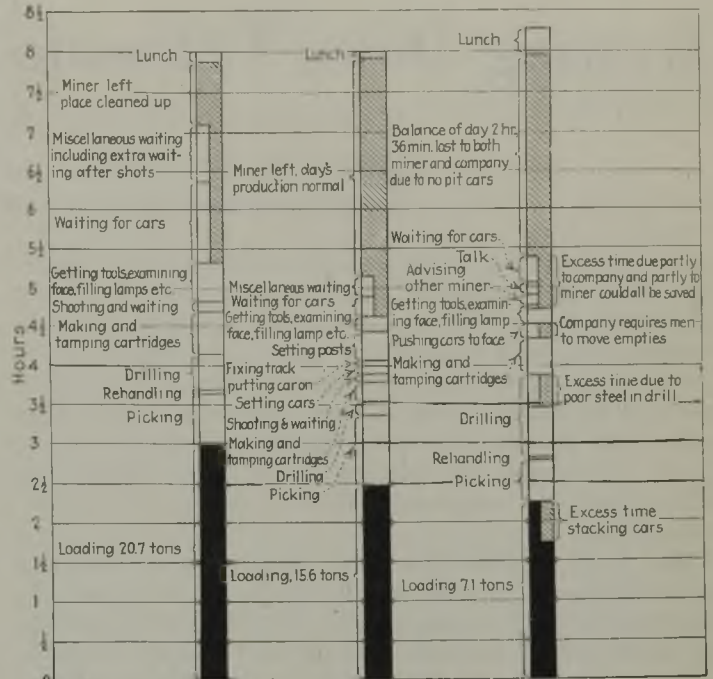 8½
8
7½
7
6½
6
5½
5
4½
4
3½
3
2½
2
1½
1
½
0
Hours
Lunch
Miner left
place cleaned up
Miscellaneous waiting
including extra wait-
ing after shots
Waiting for cars
Getting tools, examining
face, filling lamps etc.
Shooting and waiting
Making and
tamping cartridges
Drilling
Rehandling
Picking
Loading 20.7 tons
Lunch
Miner left, day's
production normal
Miscellaneous waiting
Waiting for cars
Getting tools, examining
face, filling lamp etc.
Setting posts
Fixing track
putting car on
Setting cars
Shooting & waiting
Making and
tamping cartridges
Drilling
Picking
Loading, 15.6 tons
Lunch
Balance of day 2 hr.
36 min. lost to both
miner and company
due to no pit cars
Waiting for cars
Talk
Advising
other miner
Getting tools, examin-
ing face, filling lamp
Pushing cars to face
Making and
tamping cartridges
Drilling
Rehandling
Picking
Loading 7.1 tons
Excess time due partly
to company and partly to
miner could all be saved
Company requires men
to move empties
Excess time due to
poor steel in drill
Excess time
stacking cars